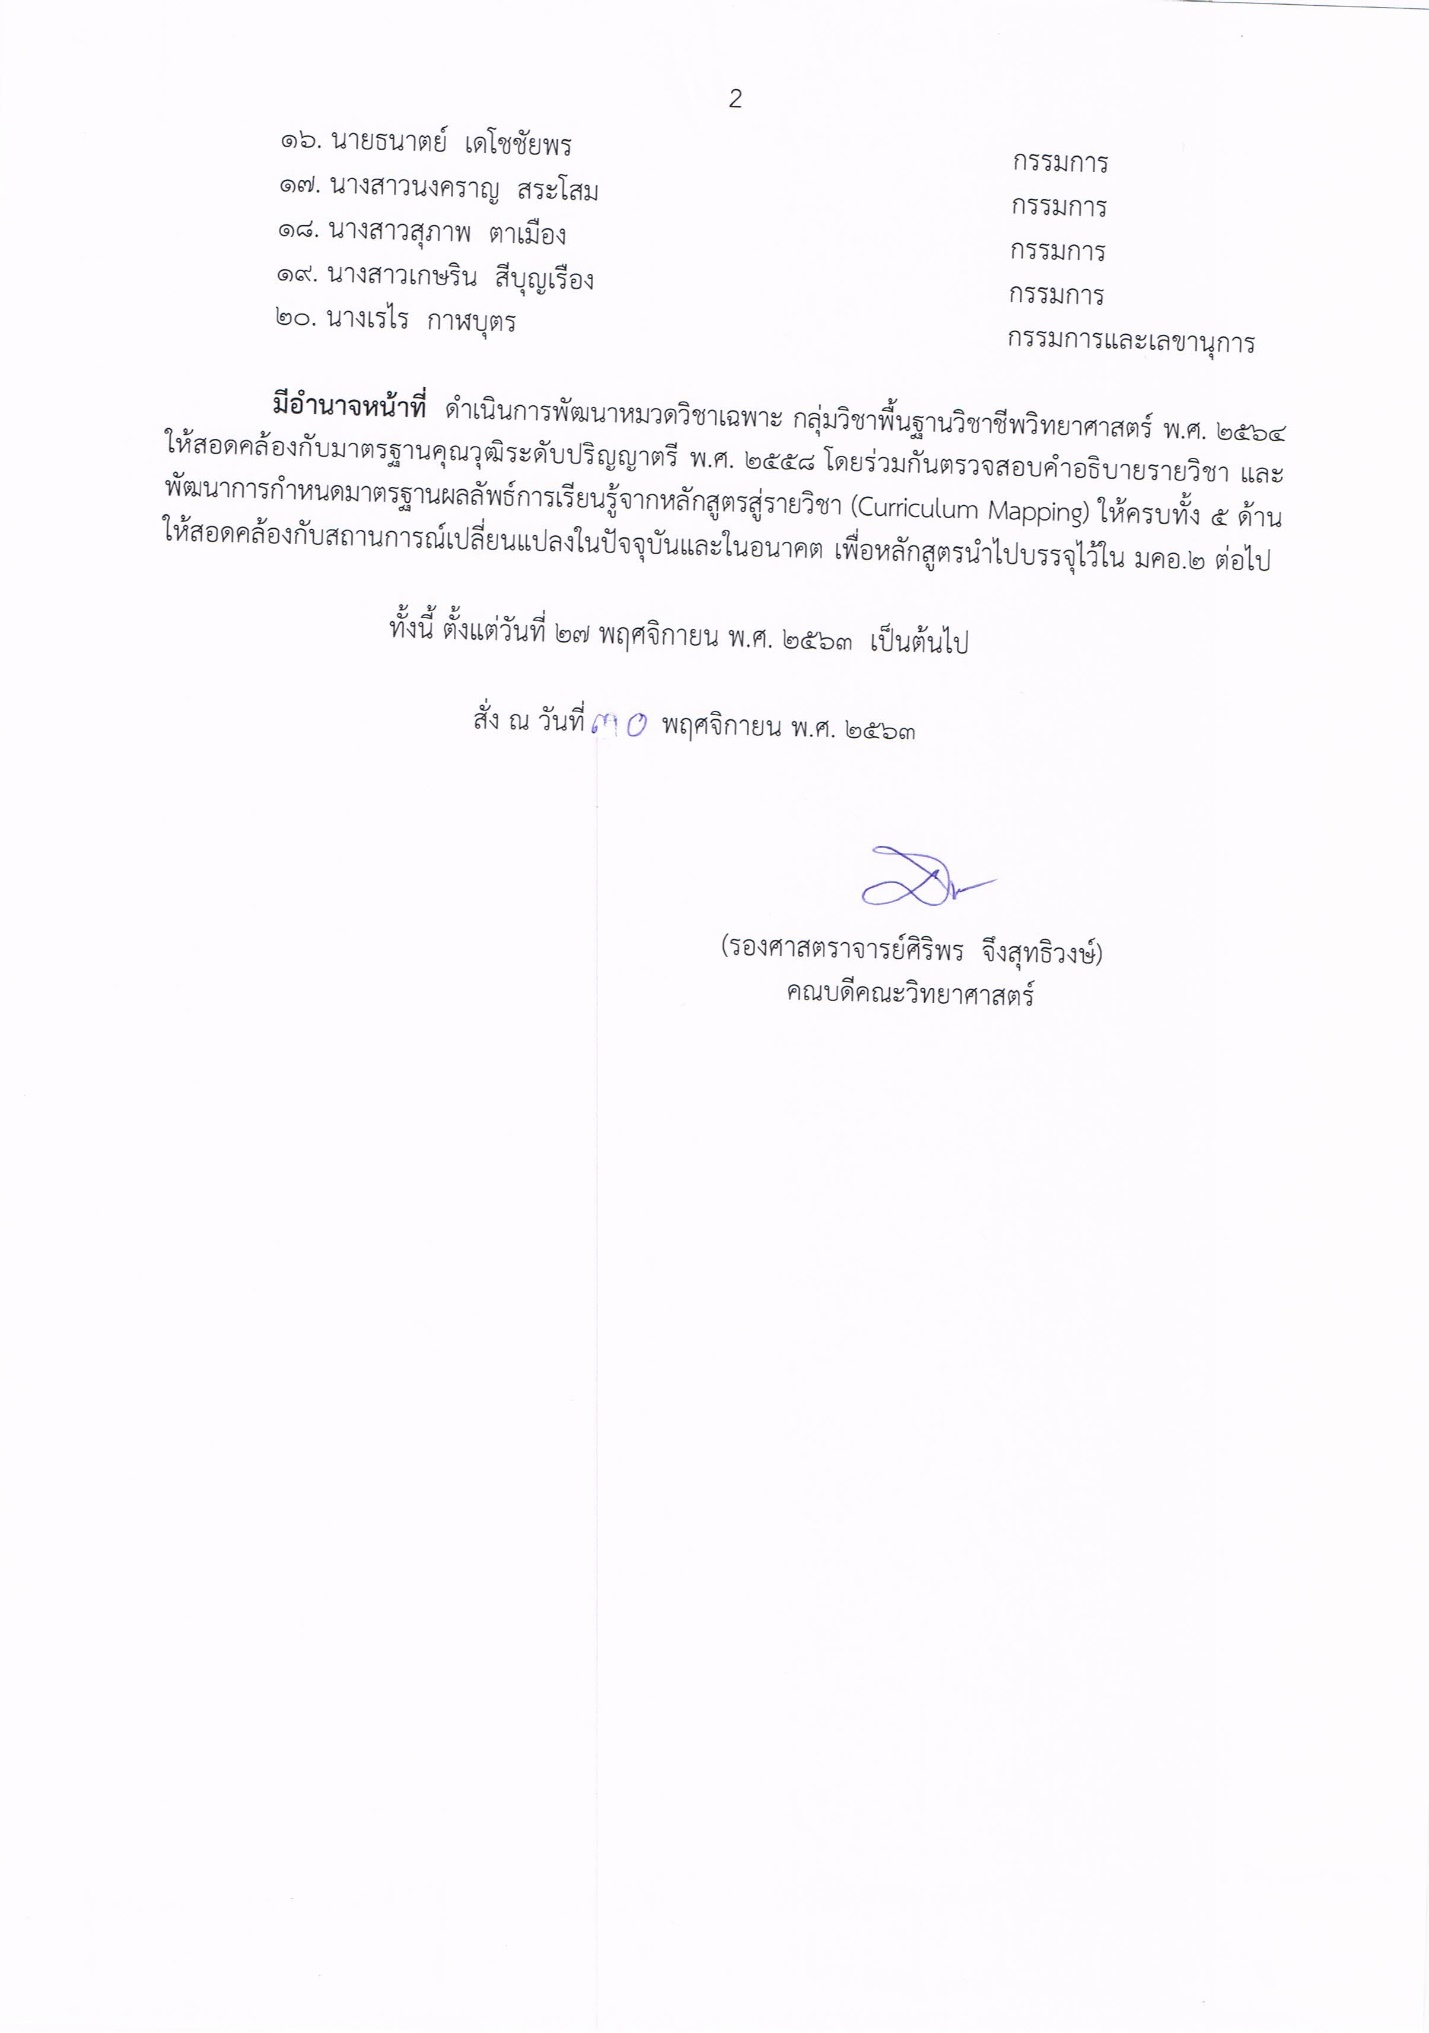 2
๑๖. นายธนาตย์ เดโชชัยพร กรรมการ
๑๗. นางสาวนงคราญ สระโสม กรรมการ
๑๘. นางสาวสุภาพ ตาเมือง กรรมการ
๑๙. นางสาวเกษริน สีบุญเรือง กรรมการ
๒๐. นางเรไร กาฬบุตร กรรมการและเลขานุการ
มีอำนาจหน้าที่ ดำเนินการพัฒนาหมวดวิชาเฉพาะ กลุ่มวิชาพื้นฐานวิชาชีพวิทยาศาสตร์ พ.ศ. ๒๕๖๔
ให้สอดคล้องกับมาตรฐานคุณวุฒิระดับปริญญาตรี พ.ศ. ๒๕๕๘ โดยร่วมกันตรวจสอบคำอธิบายรายวิชา และ
พัฒนาการกำหนดมาตรฐานผลลัพธ์การเรียนรู้จากหลักสูตรสู่รายวิชา (Curriculum Mapping) ให้ครบทั้ง ๕ ด้าน
ให้สอดคล้องกับสถานการณ์เปลี่ยนแปลงในปัจจุบันและในอนาคต เพื่อหลักสูตรนำไปบรรจุไว้ใน มคอ.๒ ต่อไป
ทั้งนี้ ตั้งแต่วันที่ ๒๗ พฤศจิกายน พ.ศ. ๒๕๖๓ เป็นต้นไป
สั่ง ณ วันที่ ๓๐ พฤศจิกายน พ.ศ. ๒๕๖๓
(รองศาสตราจารย์ศิริพร จึงสุทธิวงษ์)
คณบดีคณะวิทยาศาสตร์